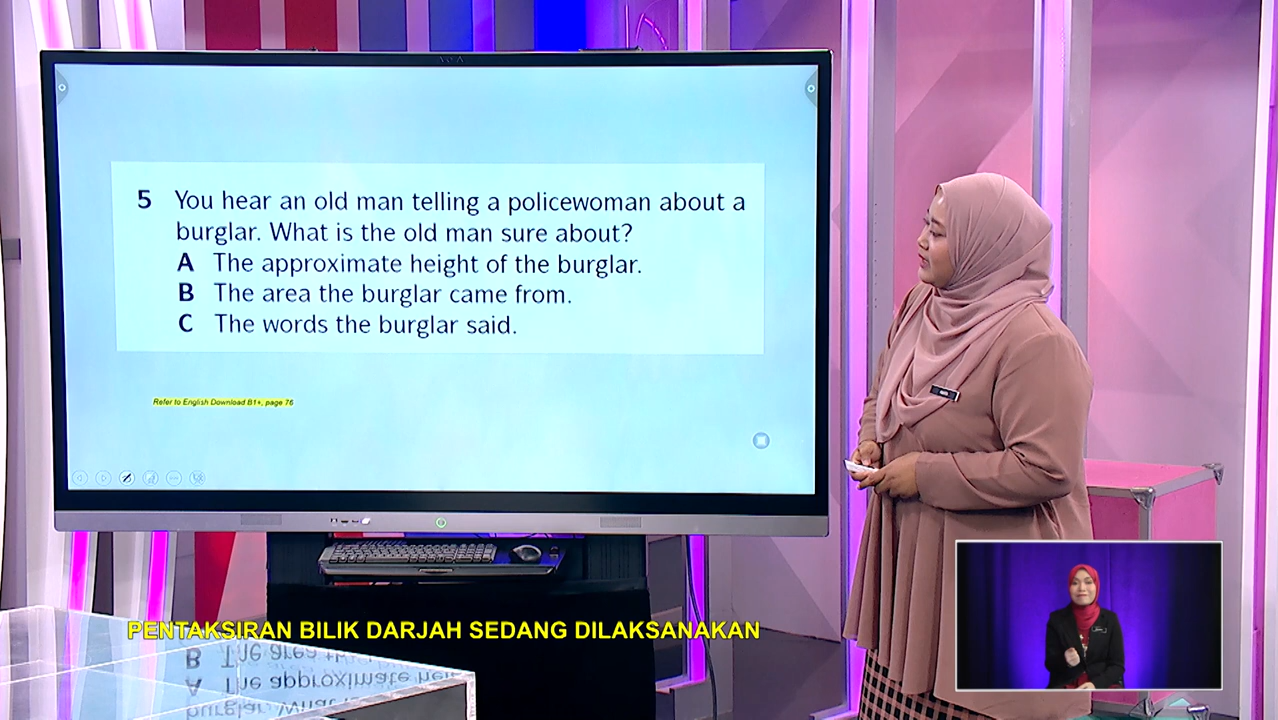 5 You hear an old man telling a policewoman about a
burglar. What is the old man sure about?
A The approximate height of the burglar.
B The area the burglar came from.
C The words the burglar said.
Refer to English Download B1+, page 76
PENTAKSIRAN BILIK DARJAH SEDANG DILAKSANAKAN